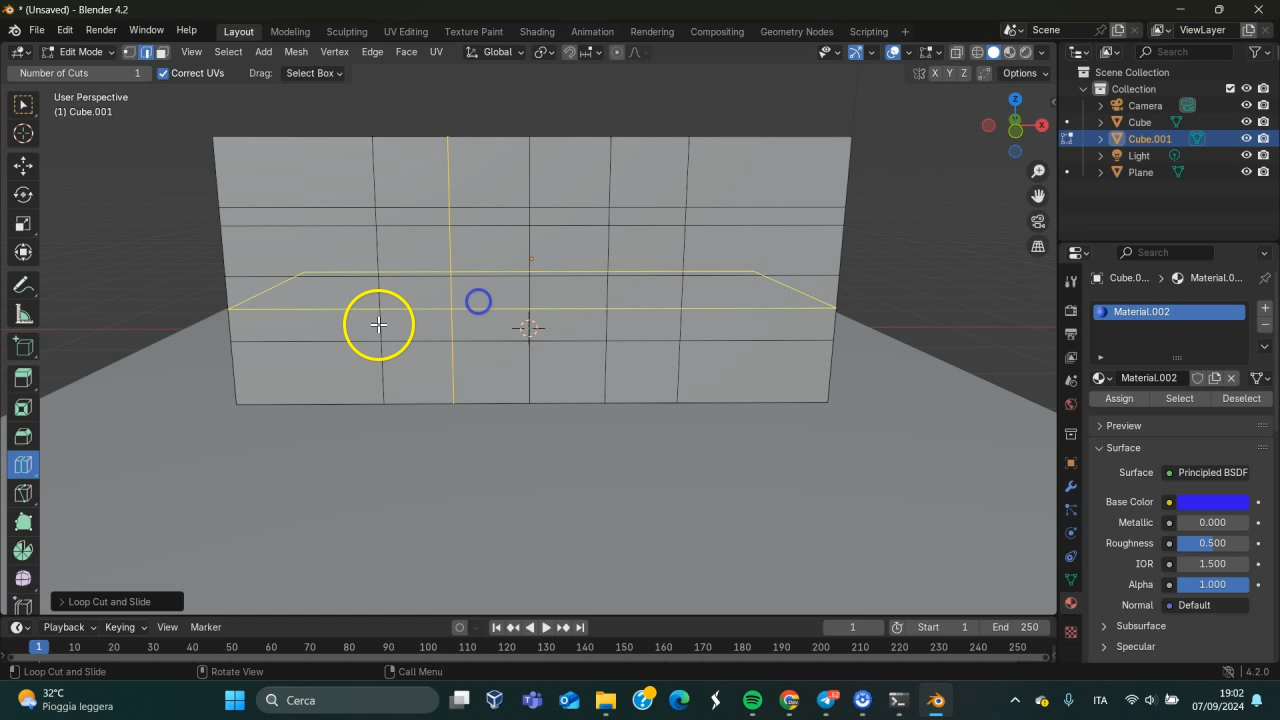 * (Unsaved) - Blender 4.2
File Edit Render Window Help
Layout Modeling Sculpting UV Editing Texture Paint Shading Animation Rendering Compositing Geometry Nodes Scripting +
Scene ViewLayer
Edit Mode View Select Add Mesh Vertex Edge Face UV Global
Search
Number of Cuts 1 Correct UVs Drag: Select Box X Y Z Options
Scene Collection
Collection
Camera
Cube
Cube.001
Light
Plane
User Perspective
(1) Cube.001
Z
Y
X
Search
Cube.0... Material.0...
Material.002
Material.002
Assign Select Deselect
Preview
Surface
Surface Principled BSDF
Base Color
Metallic 0.000
Roughness 0.500
IOR 1.500
Alpha 1.000
Normal Default
Subsurface
Specular
Loop Cut and Slide
Playback Keying View Marker 1 Start 1 End 250
1 10 20 30 40 50 60 70 80 90 100 110 120 130 140 150 160 170 180 190 200 210 220 230 240 250
Loop Cut and Slide Rotate View Call Menu 4.2.0
32°C
Pioggia leggera
Cerca
ITA
19:02
07/09/2024